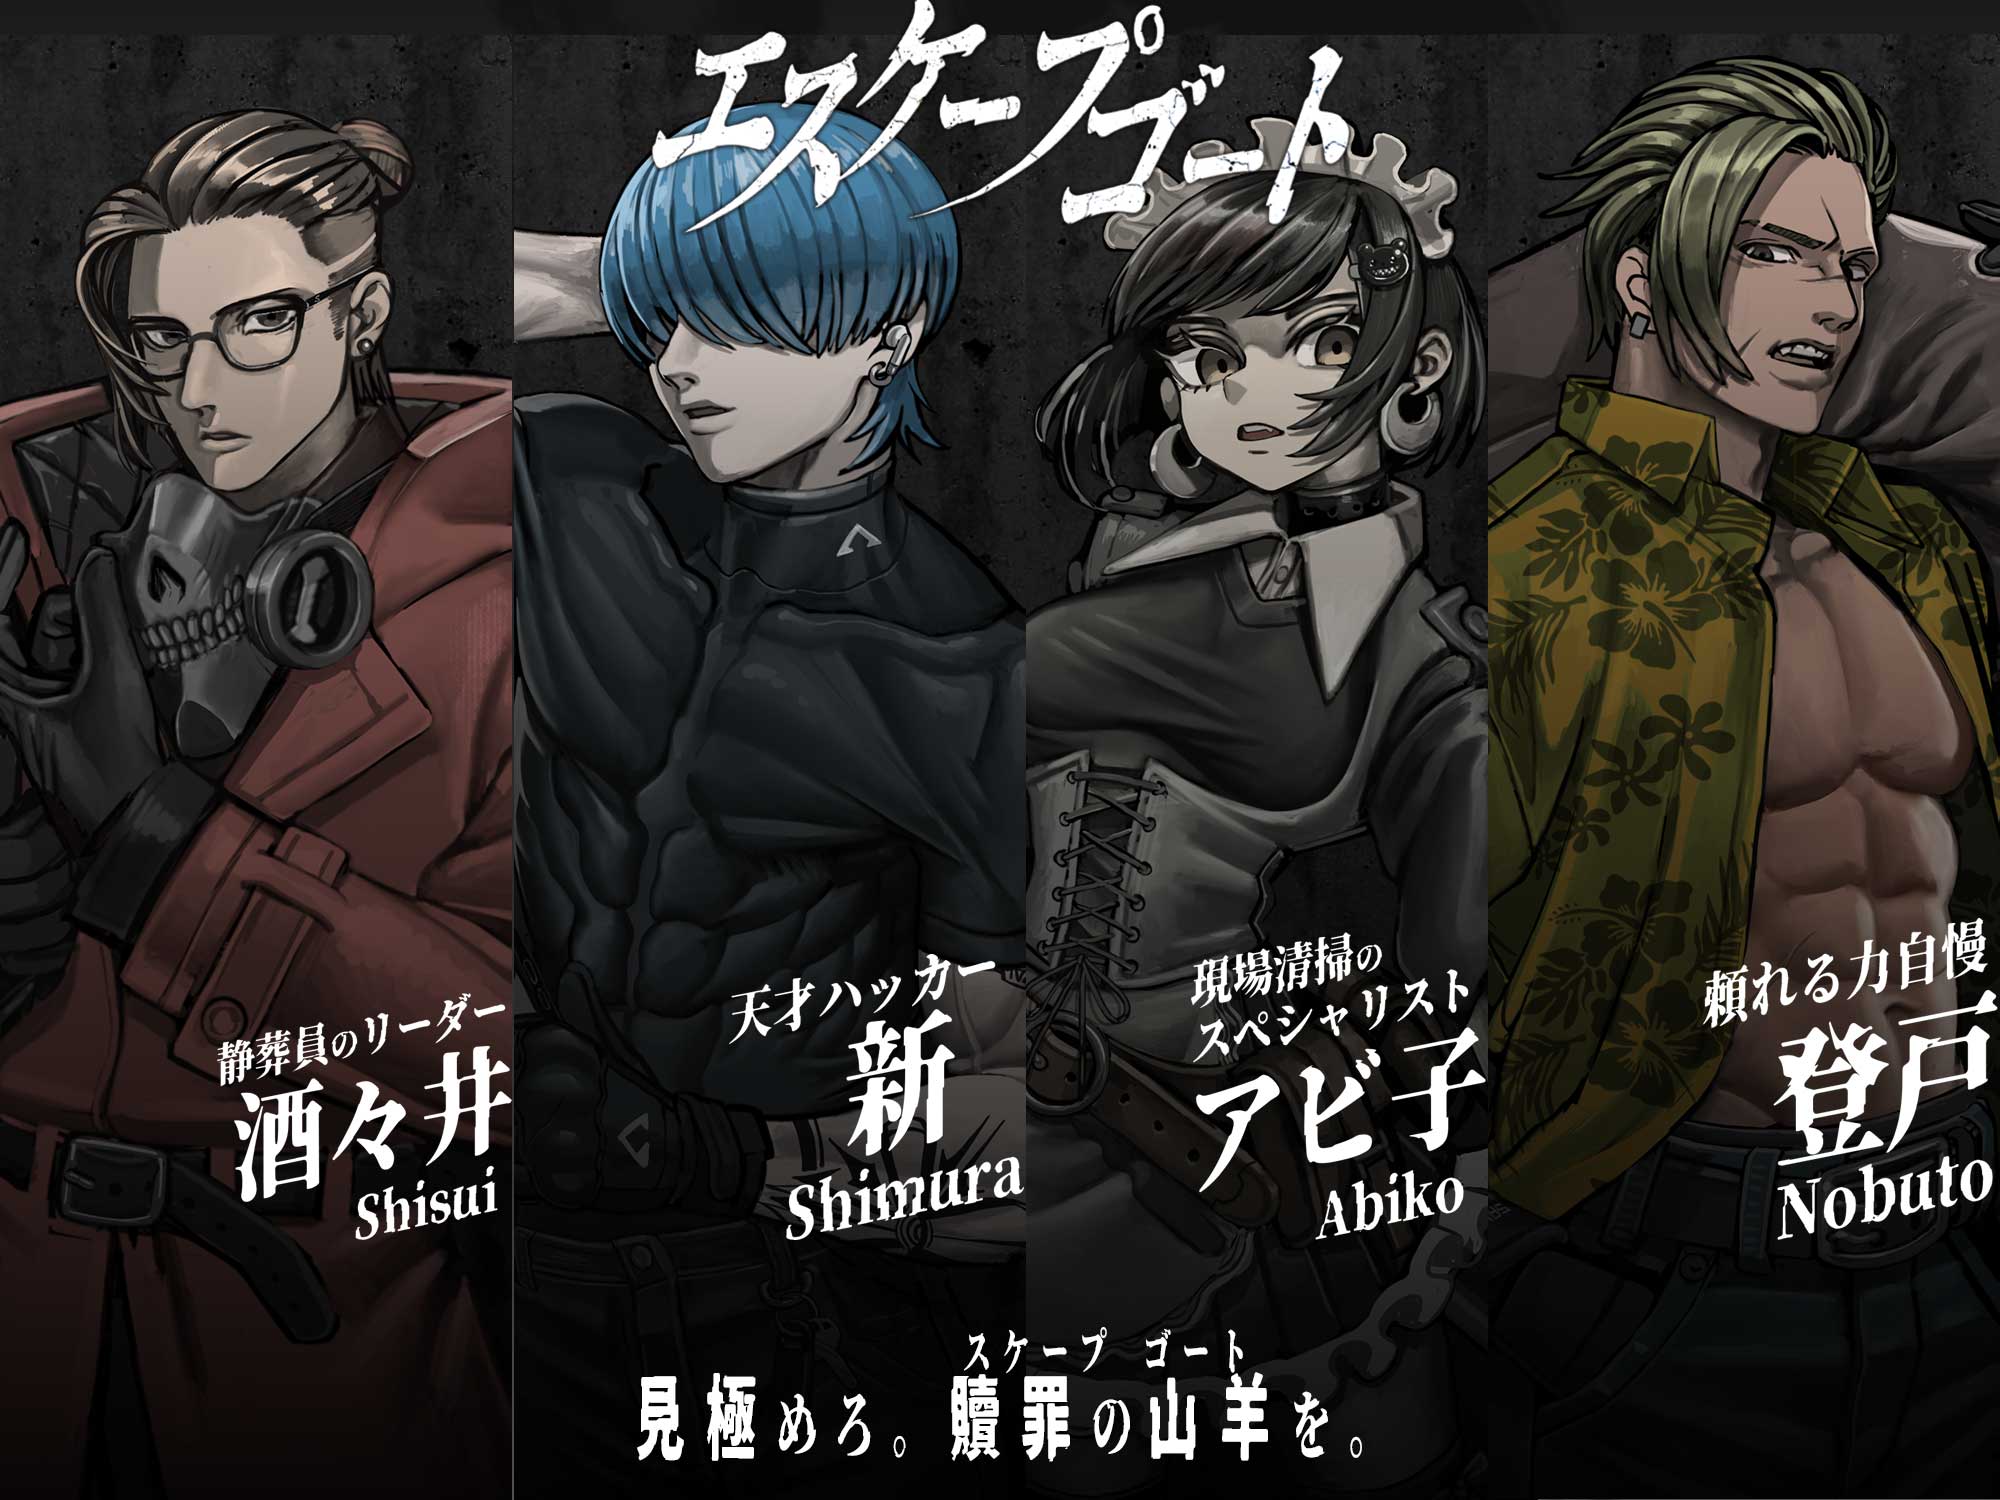 エスケープ
ゴート
静葬員のリーダー
酒々井
Shisui
天才ハッカー
新
Shimura
現場清掃の
スペシャリスト
アビ子
Abiko
頼れる力自慢
登戸
Nobuto
スケープ ゴート
見極めろ。贖罪の山羊を。